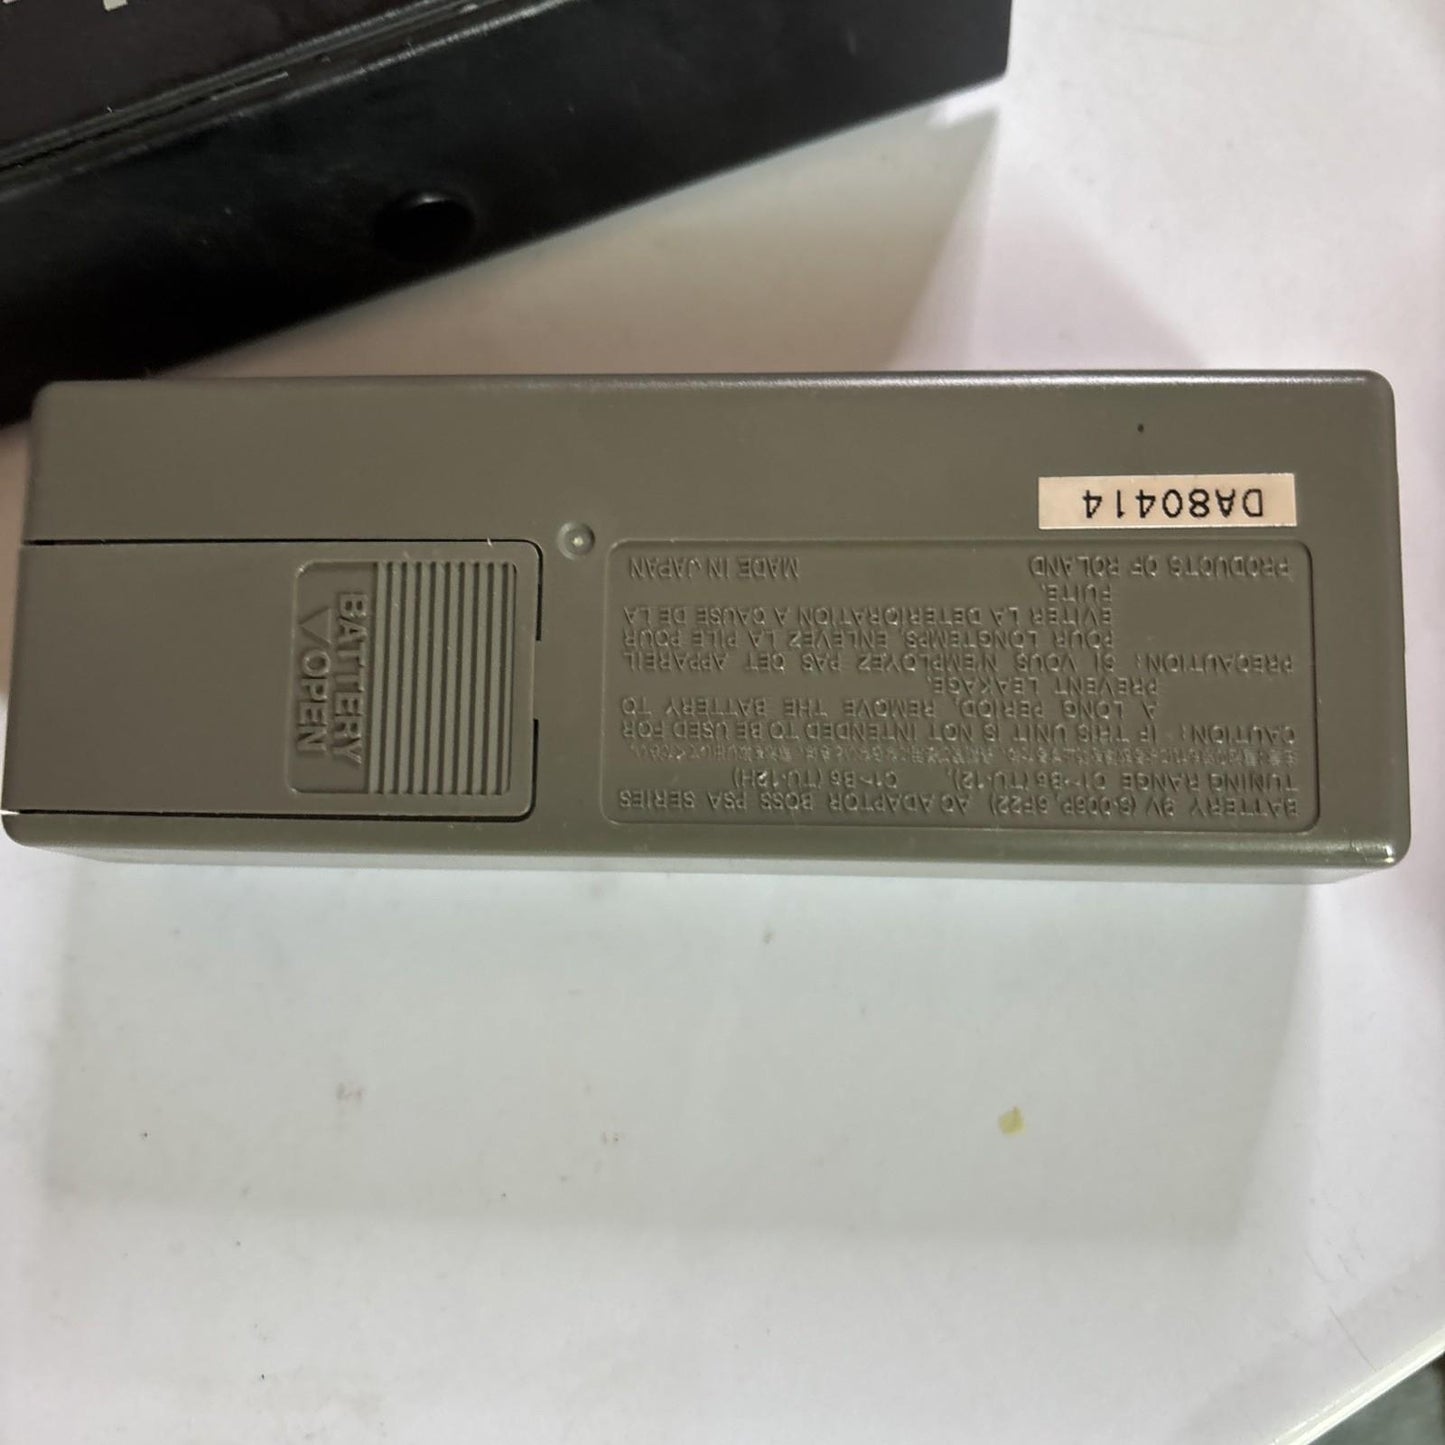 BATTERY 9V (S-006P, 6F22)  AC ADAPTOR BOSS PSA SERIES
TUNING RANGE C1~B6 (TU-12),  C1~B6 (TU-12H)
CAUTION: IF THIS UNIT IS NOT INTENDED TO BE USED FOR
A LONG PERIOD, REMOVE THE BATTERY TO
PREVENT LEAKAGE.
PRECAUTION: SI VOUS N'EMPLOYEZ PAS CET APPAREIL
POUR LONGTEMPS, ENLEVEZ LA PILE POUR
EVITER LA DETERIORATION A CAUSE DE LA
FUITE.
PRODUCTS OF ROLAND  MADE IN JAPAN
DA80414
BATTERY
OPEN